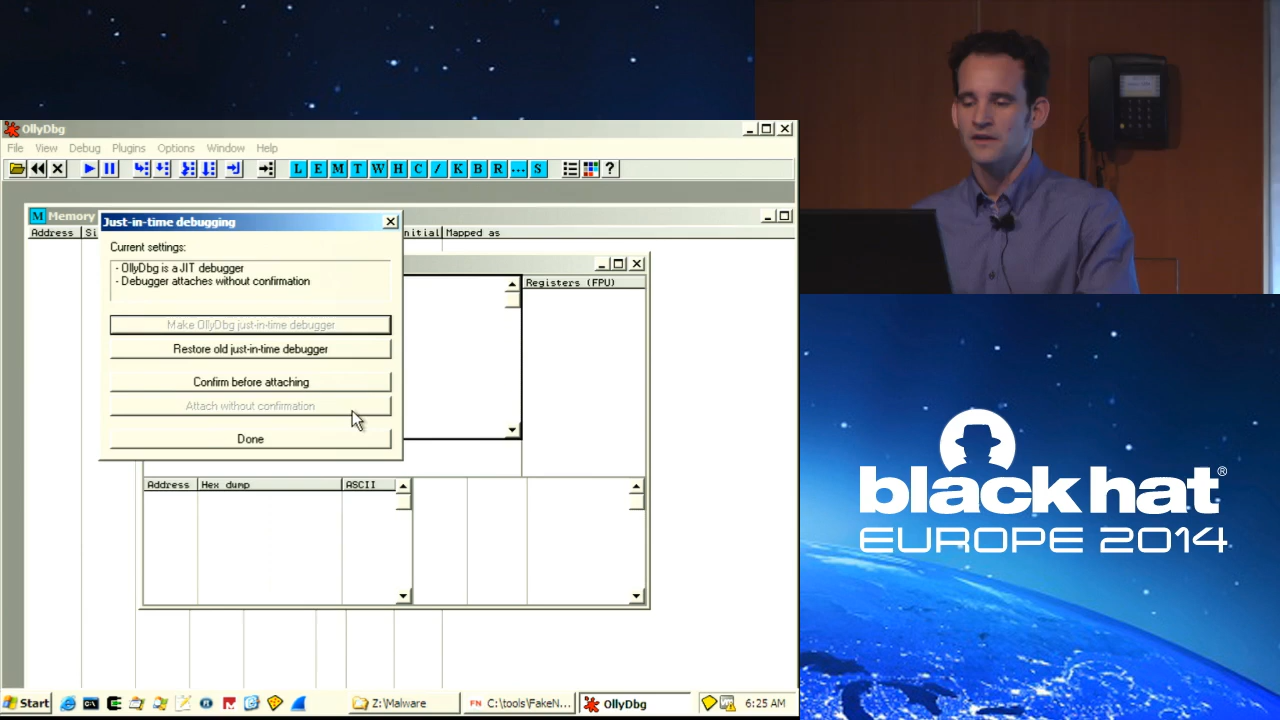 OllyDbg
File View Debug Plugins Options Window Help
L E M T W H C / K B R ... S ?
M Memory
Address Si nitial Mapped as
Just-in-time debugging
Current settings:
- OllyDbg is a JIT debugger
- Debugger attaches without confirmation
Make OllyDbg just-in-time debugger
Restore old just-in-time debugger
Confirm before attaching
Attach without confirmation
Done
Registers (FPU)
Address Hex dump ASCII
Start Z:\Malware FN C:\tools\FakeN... OllyDbg 6:25 AM
black hat®
EUROPE 2014